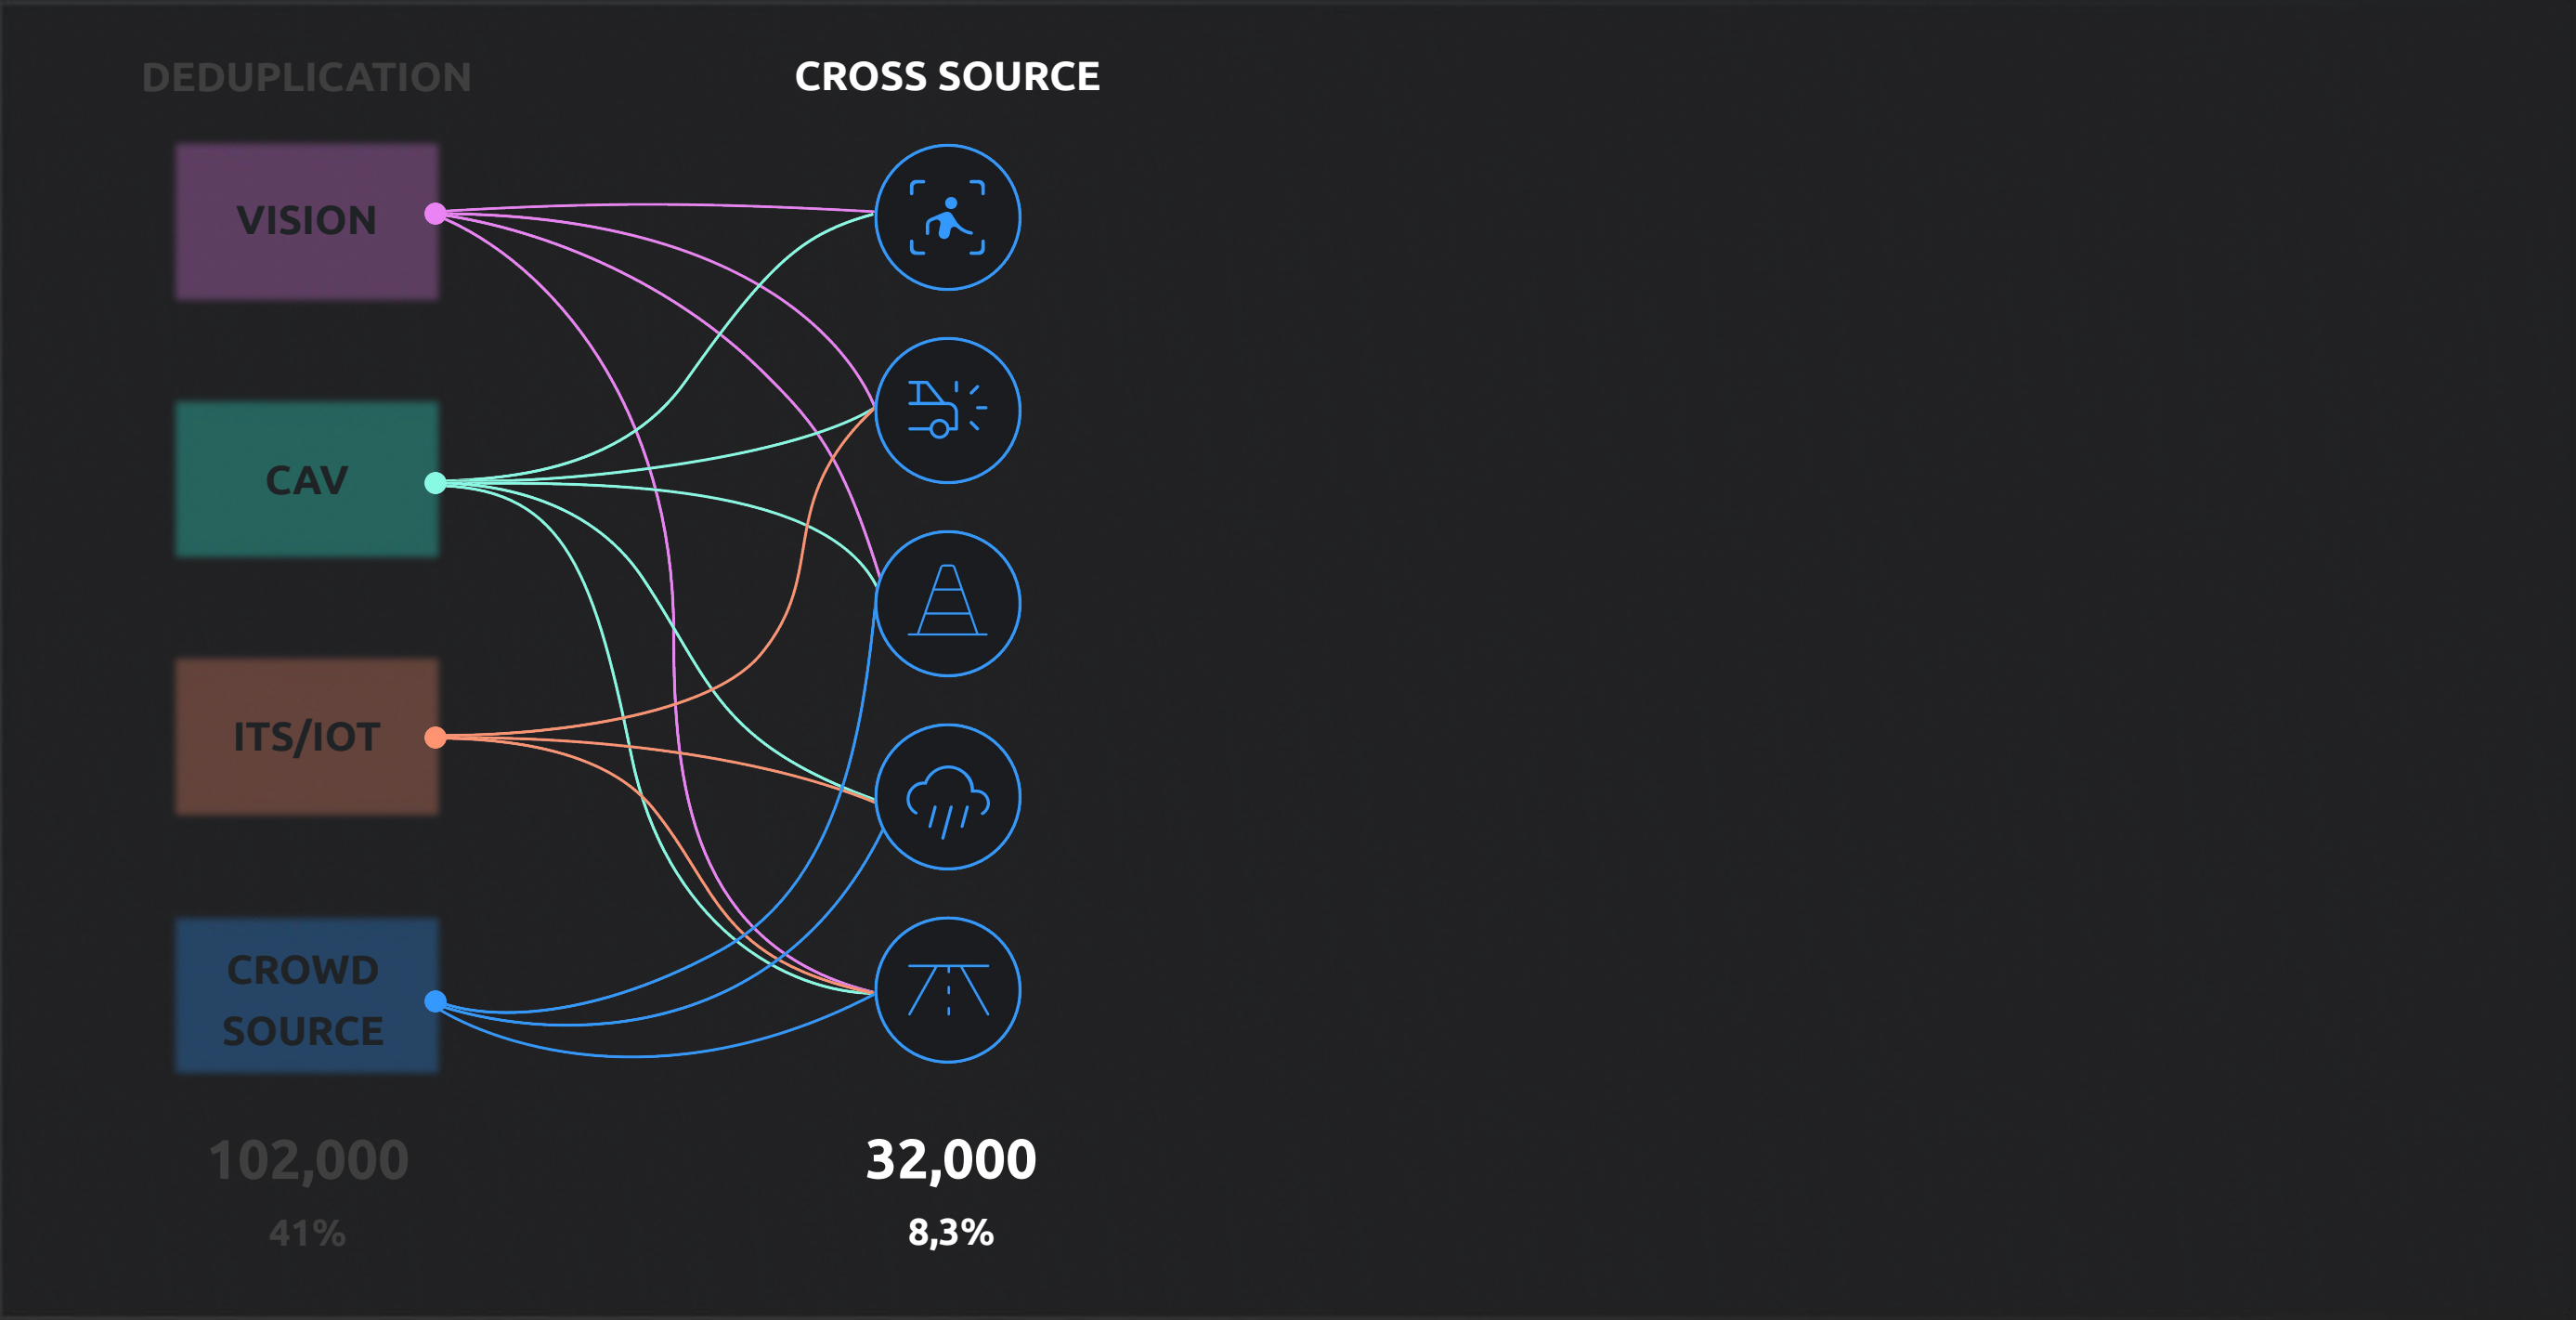 DEDUPLICATION
CROSS SOURCE
VISION
CAV
ITS/IOT
CROWD
SOURCE
102,000
32,000
41%
8,3%